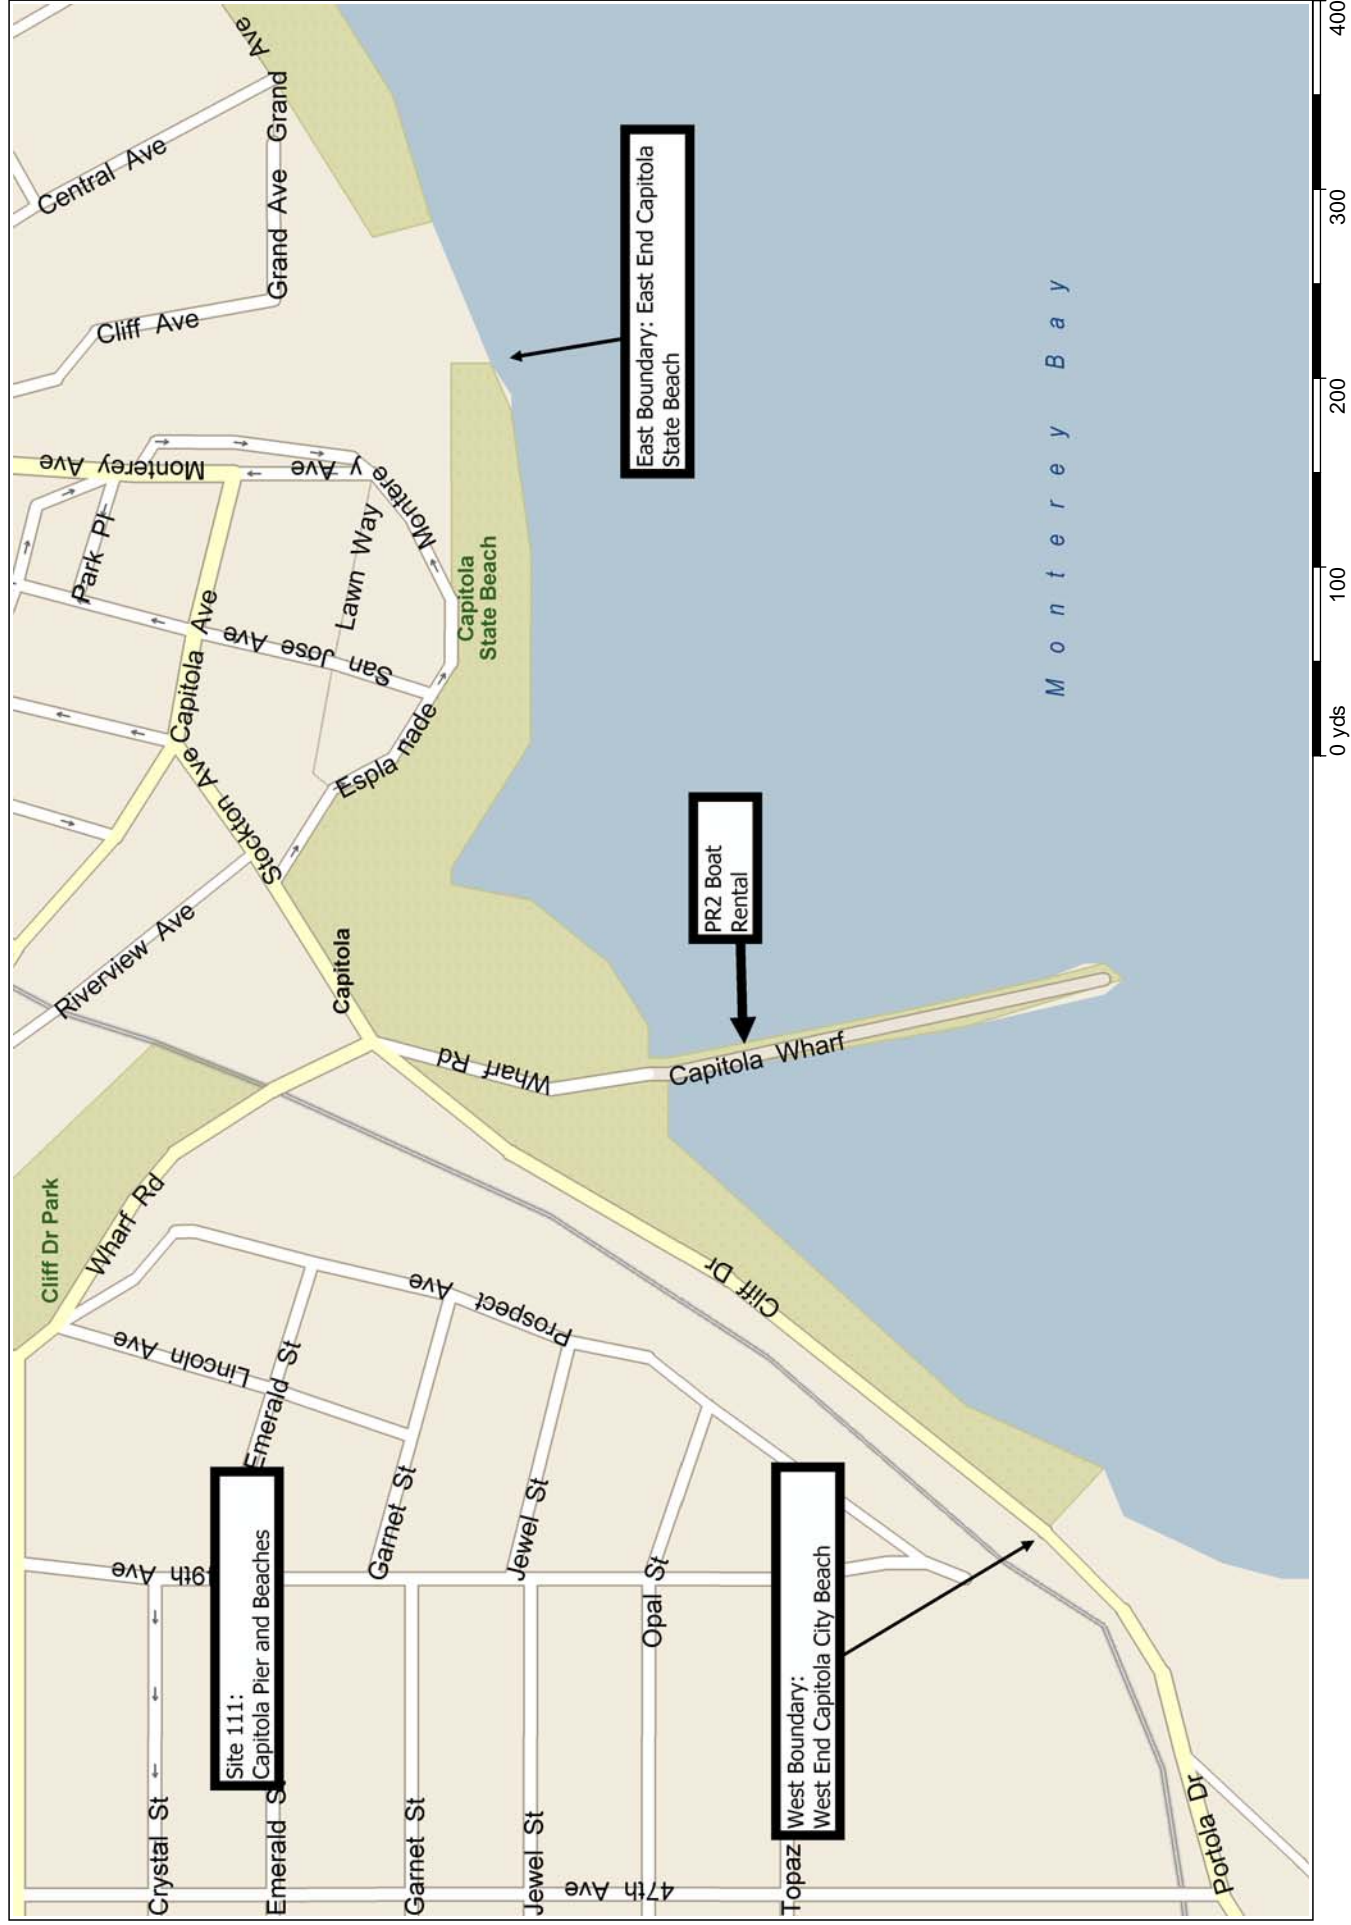 Crystal St
Emerald S
Garnet St
Jewel St
Topaz
47th Ave
Portola Dr
Site 111:
Capitola Pier and Beaches
West Boundary:
West End Capitola City Beach
9th Ave
Emerald St
Garnet St
Jewel St
Opal St
Lincoln Ave
Prospect Ave
Cliff Dr Park
Wharf Rd
Cliff Dr
Wharf Rd
Capitola Wharf
PR2 Boat
Rental
Riverview Ave
Capitola
Stockton Ave
Capitola Ave
Esplanade
San Jose Ave
Lawn Way
Park Pl
Monterey Ave
Monterey Ave
Capitola
State Beach
East Boundary: East End Capitola
State Beach
Cliff Ave
Central Ave
Grand Ave
Grand Ave
Monterey Bay
0 yds
100
200
300
400